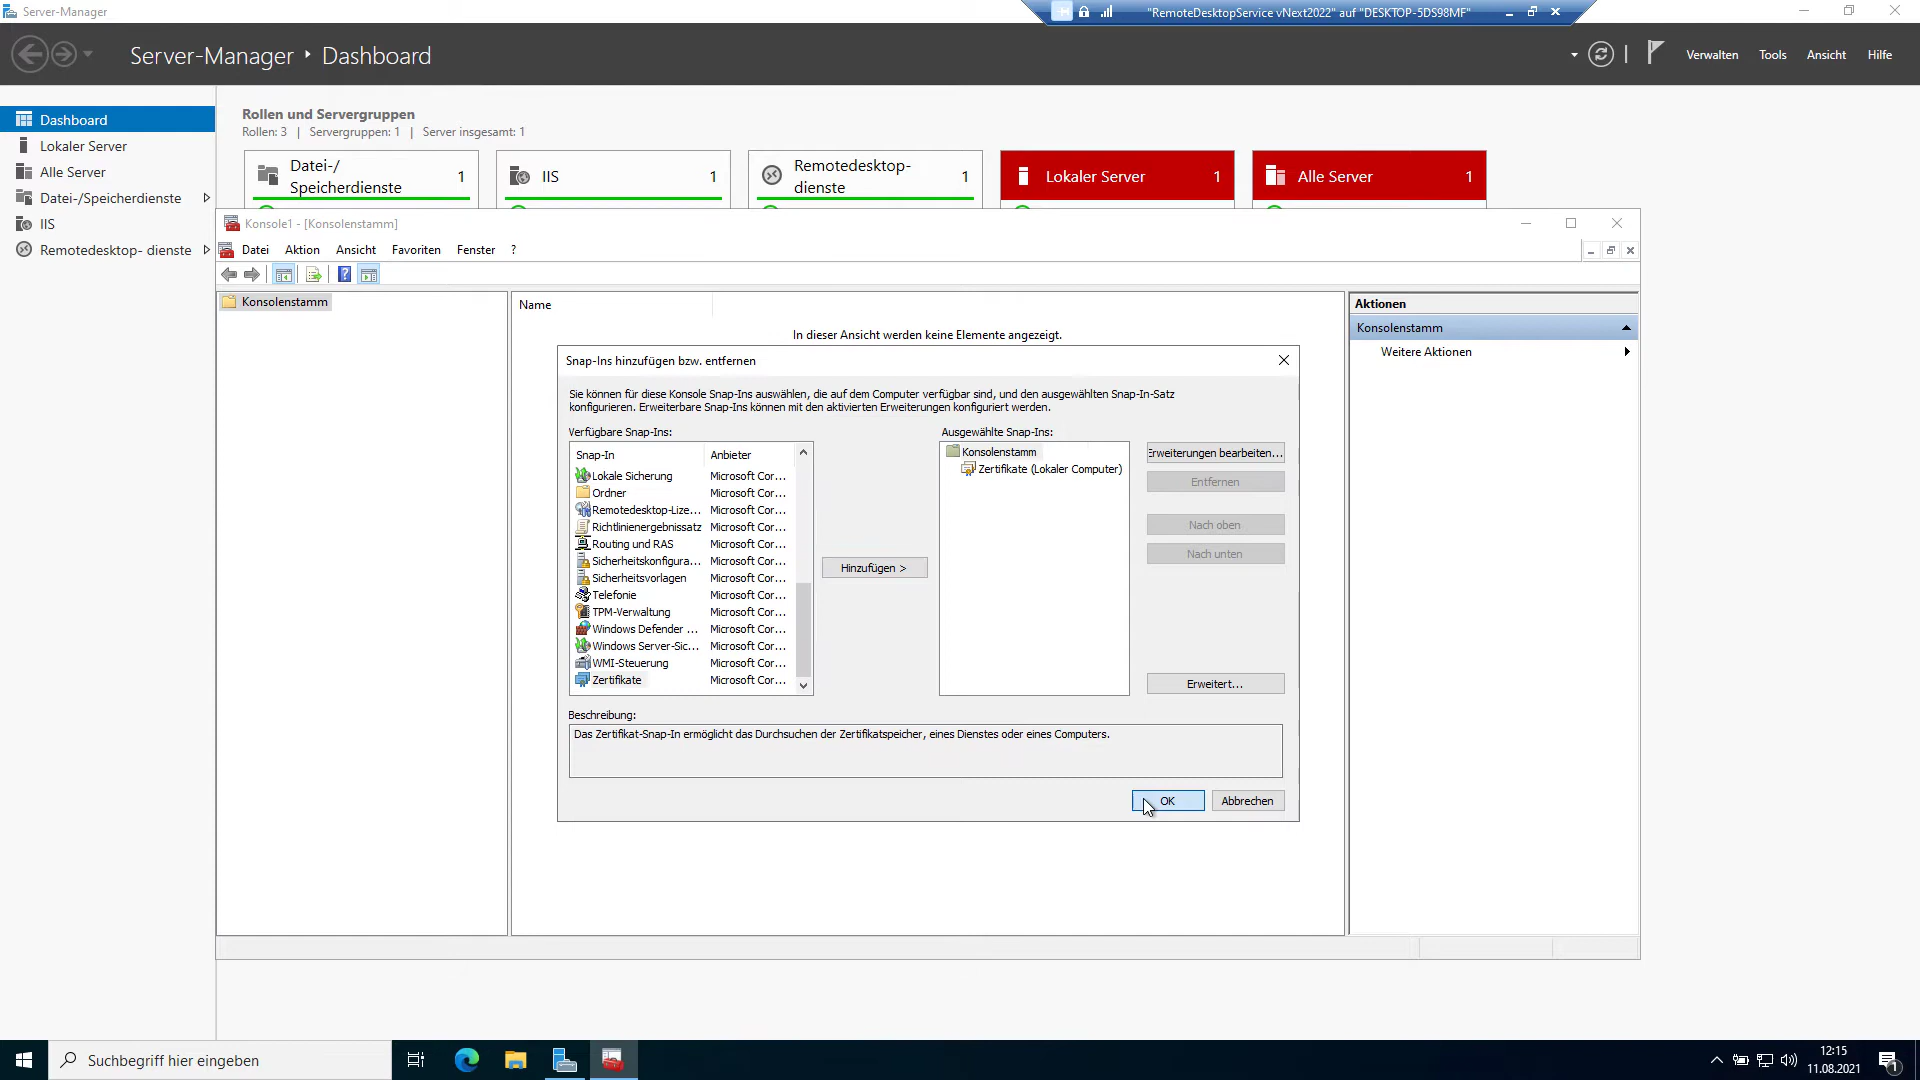 Server-Manager
"RemoteDesktopService vNext2022" auf "DESKTOP-5DS98MF"
Server-Manager ‣ Dashboard
Verwalten Tools Ansicht Hilfe
Dashboard
Lokaler Server
Alle Server
Datei-/Speicherdienste
IIS
Remotedesktop- dienste
Rollen und Servergruppen
Rollen: 3 | Servergruppen: 1 | Server insgesamt: 1
Datei-/
Speicherdienste 1
IIS 1
Remotedesktop-
dienste 1
Lokaler Server 1
Alle Server 1
Konsole1 - [Konsolenstamm]
Datei Aktion Ansicht Favoriten Fenster ?
Konsolenstamm
Name
In dieser Ansicht werden keine Elemente angezeigt.
Aktionen
Konsolenstamm
Weitere Aktionen
Snap-Ins hinzufügen bzw. entfernen
Sie können für diese Konsole Snap-Ins auswählen, die auf dem Computer verfügbar sind, und den ausgewählten Snap-In-Satz
konfigurieren. Erweiterbare Snap-Ins können mit den aktivierten Erweiterungen konfiguriert werden.
Verfügbare Snap-Ins:
Snap-In Anbieter
Lokale Sicherung Microsoft Cor...
Ordner Microsoft Cor...
Remotedesktop-Lize... Microsoft Cor...
Richtlinienergebnissatz Microsoft Cor...
Routing und RAS Microsoft Cor...
Sicherheitskonfigura... Microsoft Cor...
Sicherheitsvorlagen Microsoft Cor...
Telefonie Microsoft Cor...
TPM-Verwaltung Microsoft Cor...
Windows Defender ... Microsoft Cor...
Windows Server-Sic... Microsoft Cor...
WMI-Steuerung Microsoft Cor...
Zertifikate Microsoft Cor...
Hinzufügen >
Ausgewählte Snap-Ins:
Konsolenstamm
Zertifikate (Lokaler Computer)
Erweiterungen bearbeiten...
Entfernen
Nach oben
Nach unten
Erweitert...
Beschreibung:
Das Zertifikat-Snap-In ermöglicht das Durchsuchen der Zertifikatspeicher, eines Dienstes oder eines Computers.
OK Abbrechen
Suchbegriff hier eingeben
12:15
11.08.2021
1